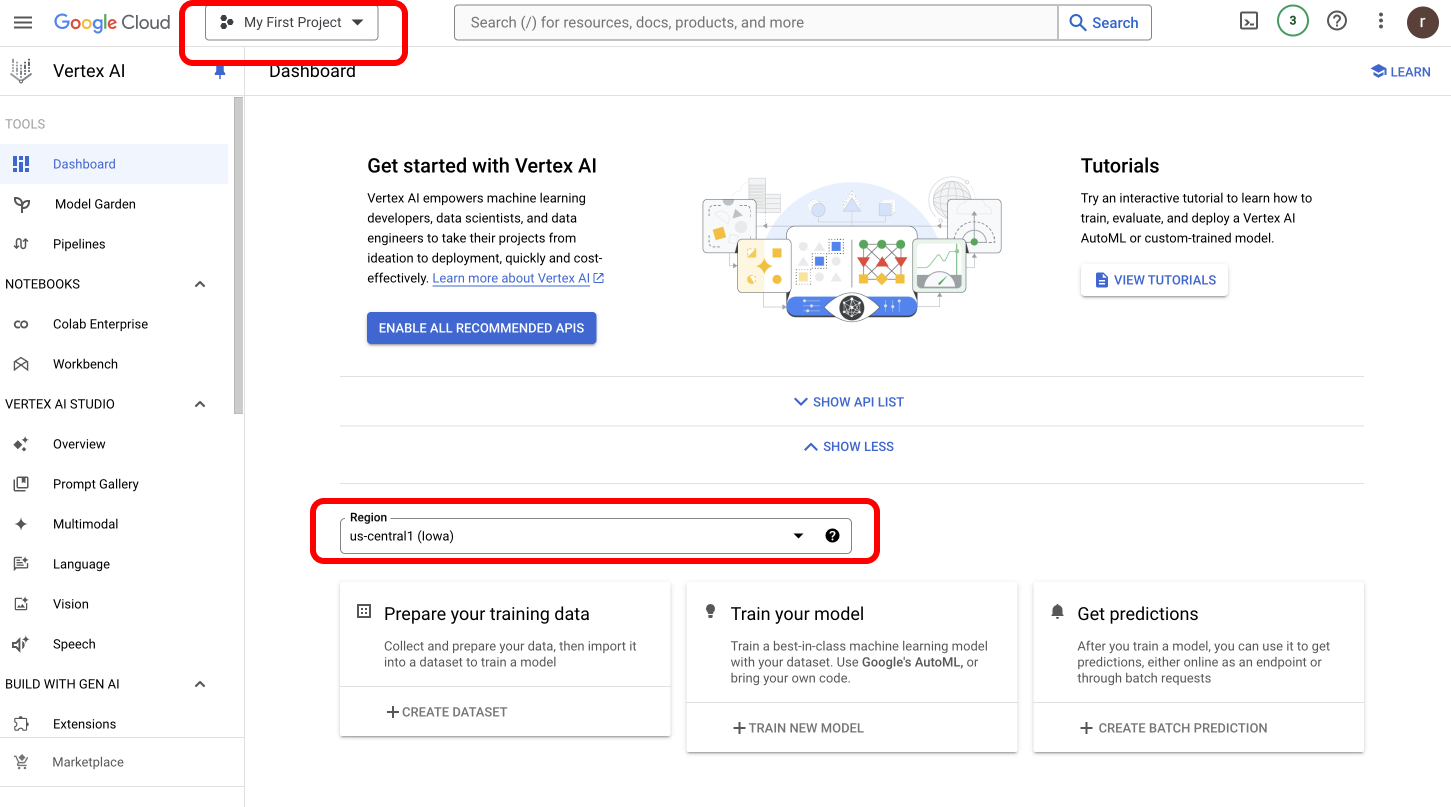 Google Cloud
My First Project
Search (/) for resources, docs, products, and more
Search
3
r
Vertex AI
Dashboard
LEARN
TOOLS
Dashboard
Model Garden
Pipelines
NOTEBOOKS
Colab Enterprise
Workbench
VERTEX AI STUDIO
Overview
Prompt Gallery
Multimodal
Language
Vision
Speech
BUILD WITH GEN AI
Extensions
Marketplace
Get started with Vertex AI
Vertex AI empowers machine learning
developers, data scientists, and data
engineers to take their projects from
ideation to deployment, quickly and cost-
effectively. Learn more about Vertex AI
ENABLE ALL RECOMMENDED APIS
Tutorials
Try an interactive tutorial to learn how to
train, evaluate, and deploy a Vertex AI
AutoML or custom-trained model.
VIEW TUTORIALS
SHOW API LIST
SHOW LESS
Region
us-central1 (Iowa)
Prepare your training data
Collect and prepare your data, then import it
into a dataset to train a model
CREATE DATASET
Train your model
Train a best-in-class machine learning model
with your dataset. Use Google's AutoML, or
bring your own code.
TRAIN NEW MODEL
Get predictions
After you train a model, you can use it to get
predictions, either online as an endpoint or
through batch requests
CREATE BATCH PREDICTION